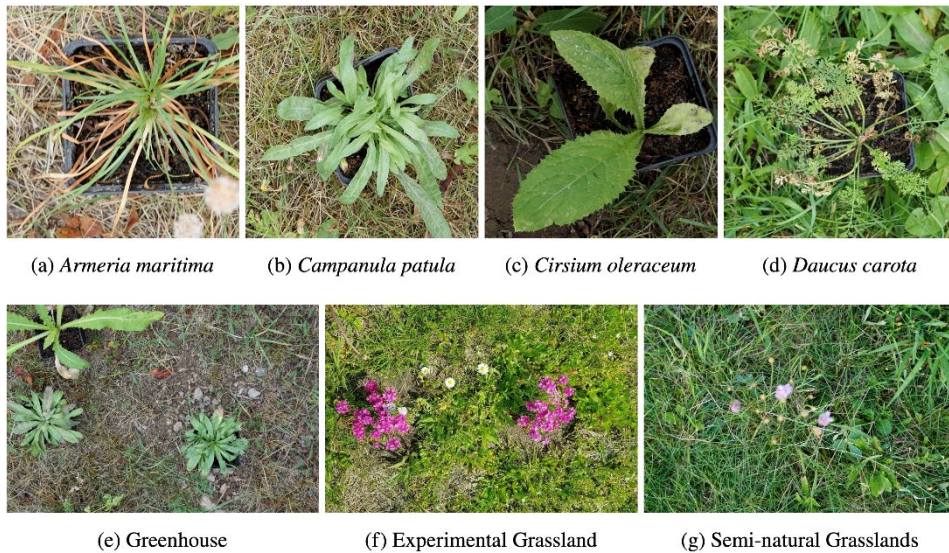 (a) Armeria maritima
(b) Campanula patula
(c) Cirsium oleraceum
(d) Daucus carota
(e) Greenhouse
(f) Experimental Grassland
(g) Semi-natural Grasslands